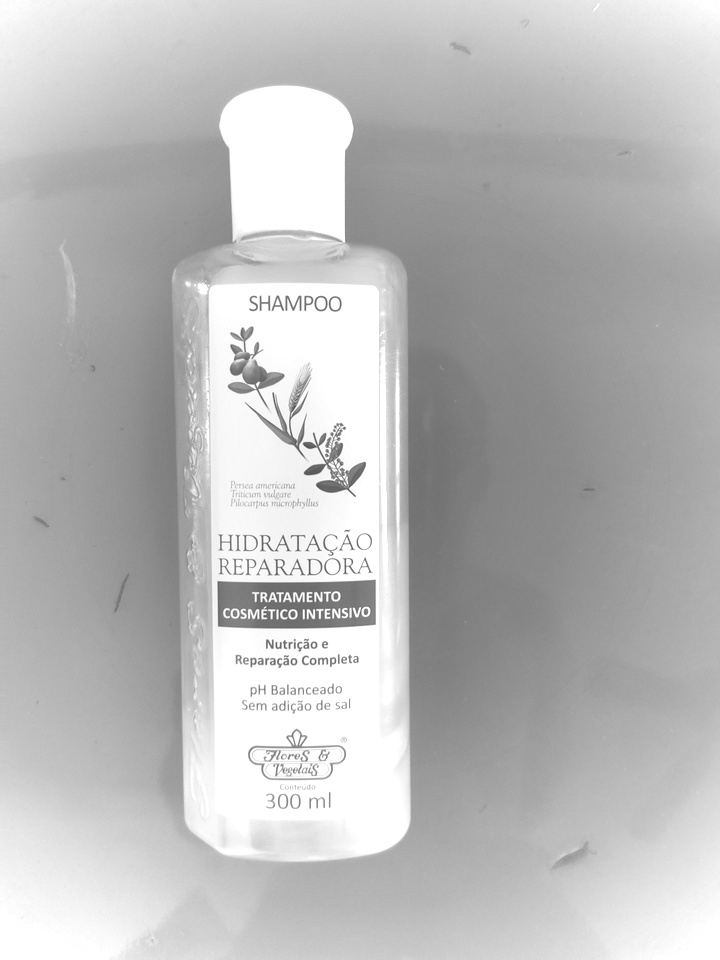 SHAMPOO
Persea americana
Triticum vulgare
Pilocarpus microphyllus
HIDRATAÇÃO
REPARADORA
TRATAMENTO
COSMÉTICO INTENSIVO
Nutrição e
Reparação Completa
pH Balanceado
Sem adição de sal
®
Flores &
Vegetais
Conteúdo
300 ml